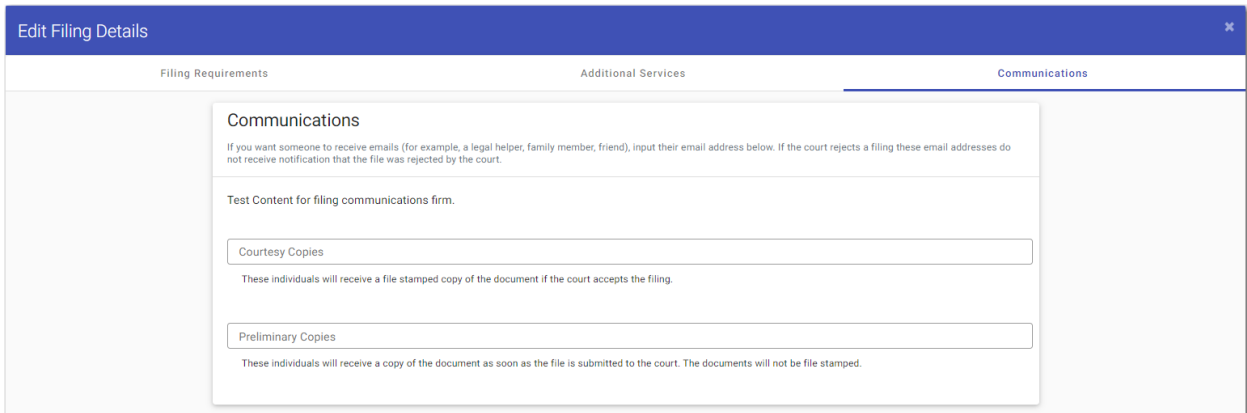 Edit Filing Details
Filing Requirements
Additional Services
Communications
Communications
If you want someone to receive emails (for example, a legal helper, family member, friend), input their email address below. If the court rejects a filing these email addresses do
not receive notification that the file was rejected by the court.
Test Content for filing communications firm.
Courtesy Copies
These individuals will receive a file stamped copy of the document if the court accepts the filing.
Preliminary Copies
These individuals will receive a copy of the document as soon as the file is submitted to the court. The documents will not be file stamped.